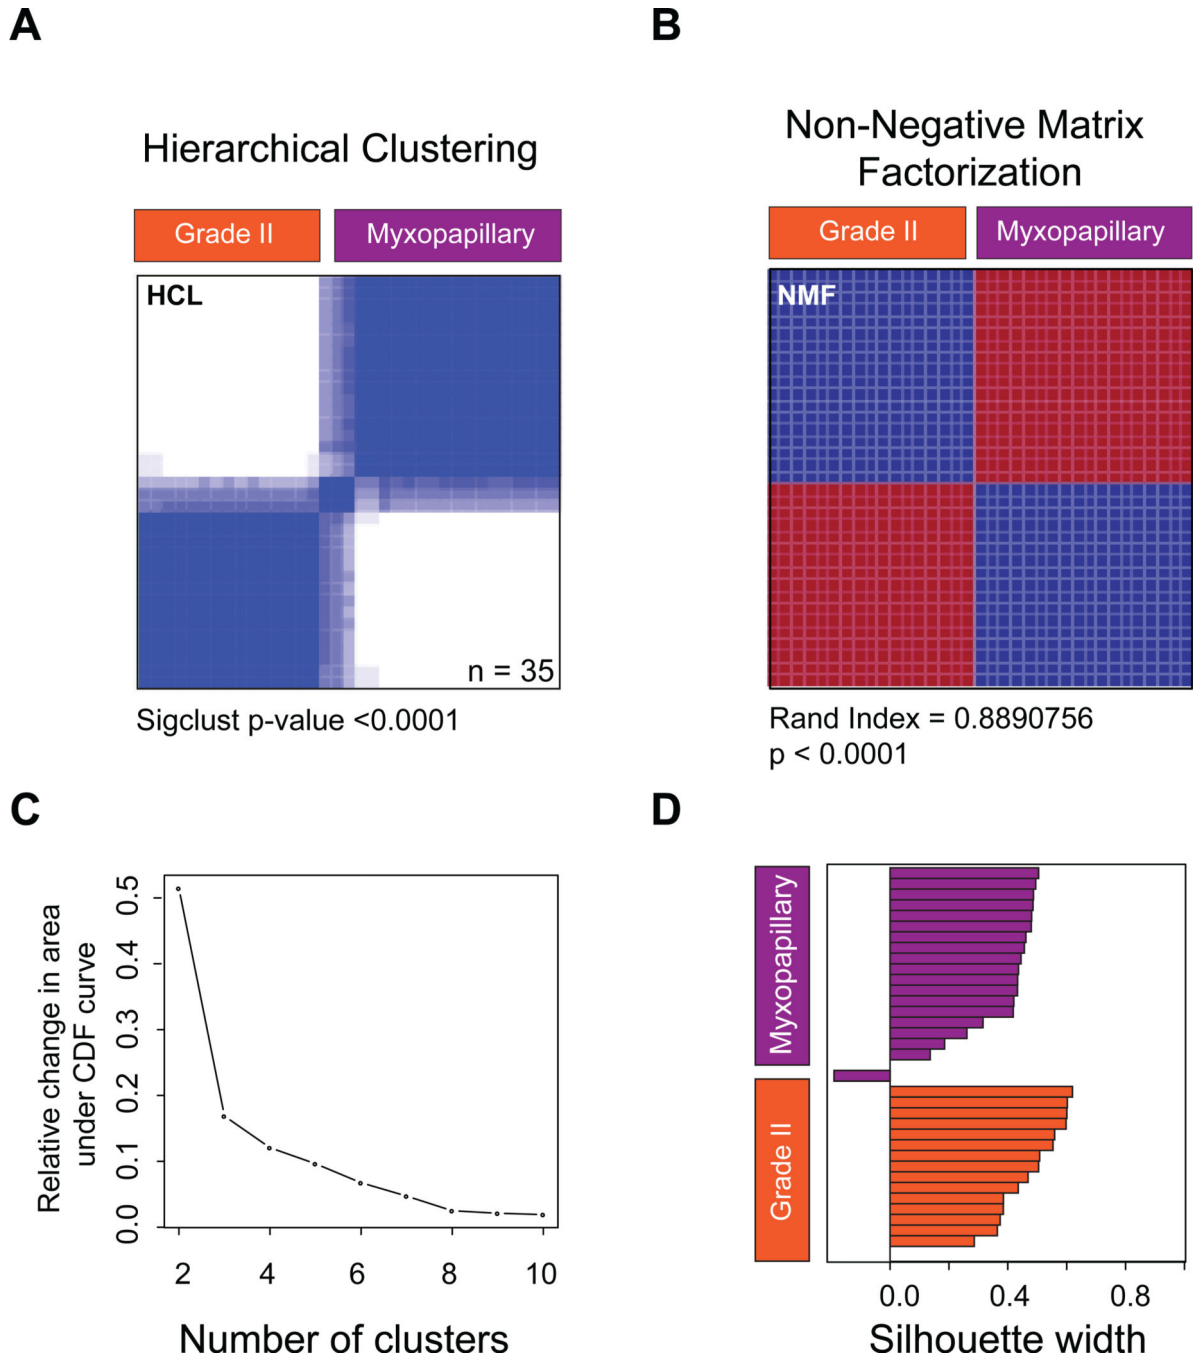 A
Hierarchical Clustering
Grade II
Myxopapillary
HCL
n = 35
Sigclust p-value <0.0001
B
Non-Negative Matrix
Factorization
Grade II
Myxopapillary
NMF
Rand Index = 0.8890756
p < 0.0001
C
Relative change in area
under CDF curve
0.5
0.4
0.3
0.2
0.1
0.0
2
4
6
8
10
Number of clusters
D
Myxopapillary
Grade II
0.0
0.4
0.8
Silhouette width